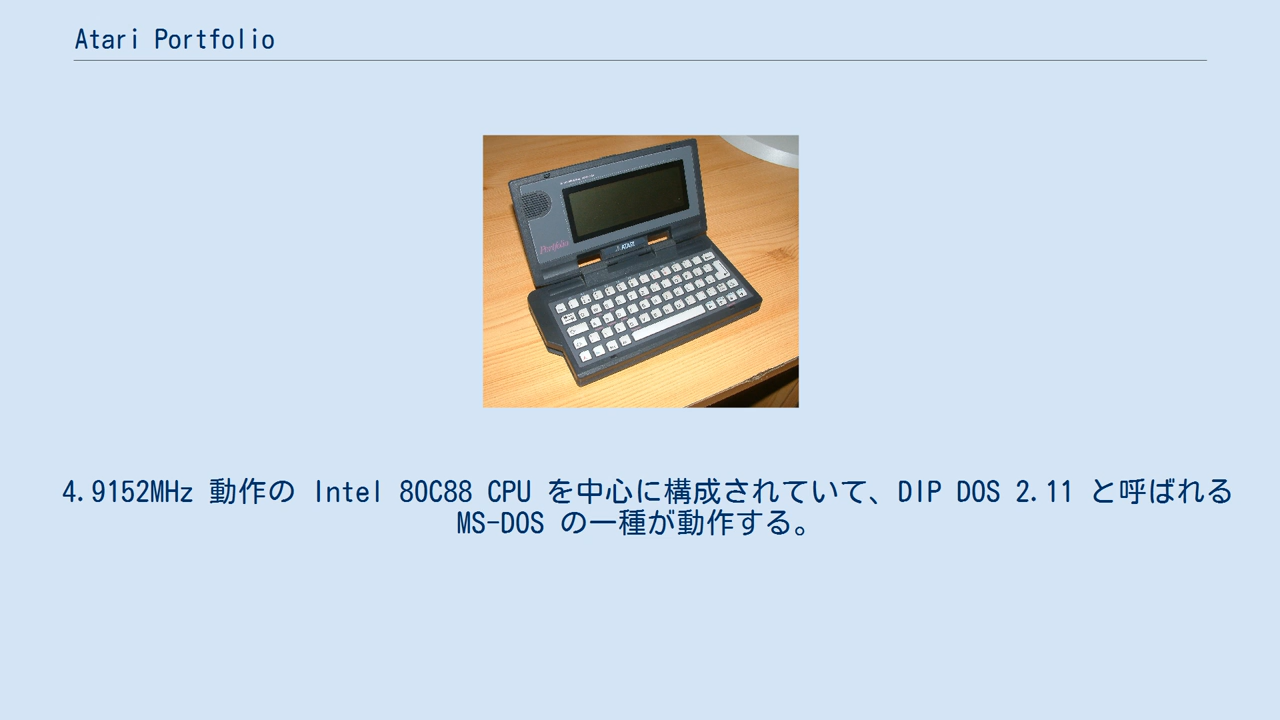 Atari Portfolio
Portfolio
ATARI
4.9152MHz 動作の Intel 80C88 CPU を中心に構成されていて、DIP DOS 2.11 と呼ばれる
MS-DOS の一種が動作する。